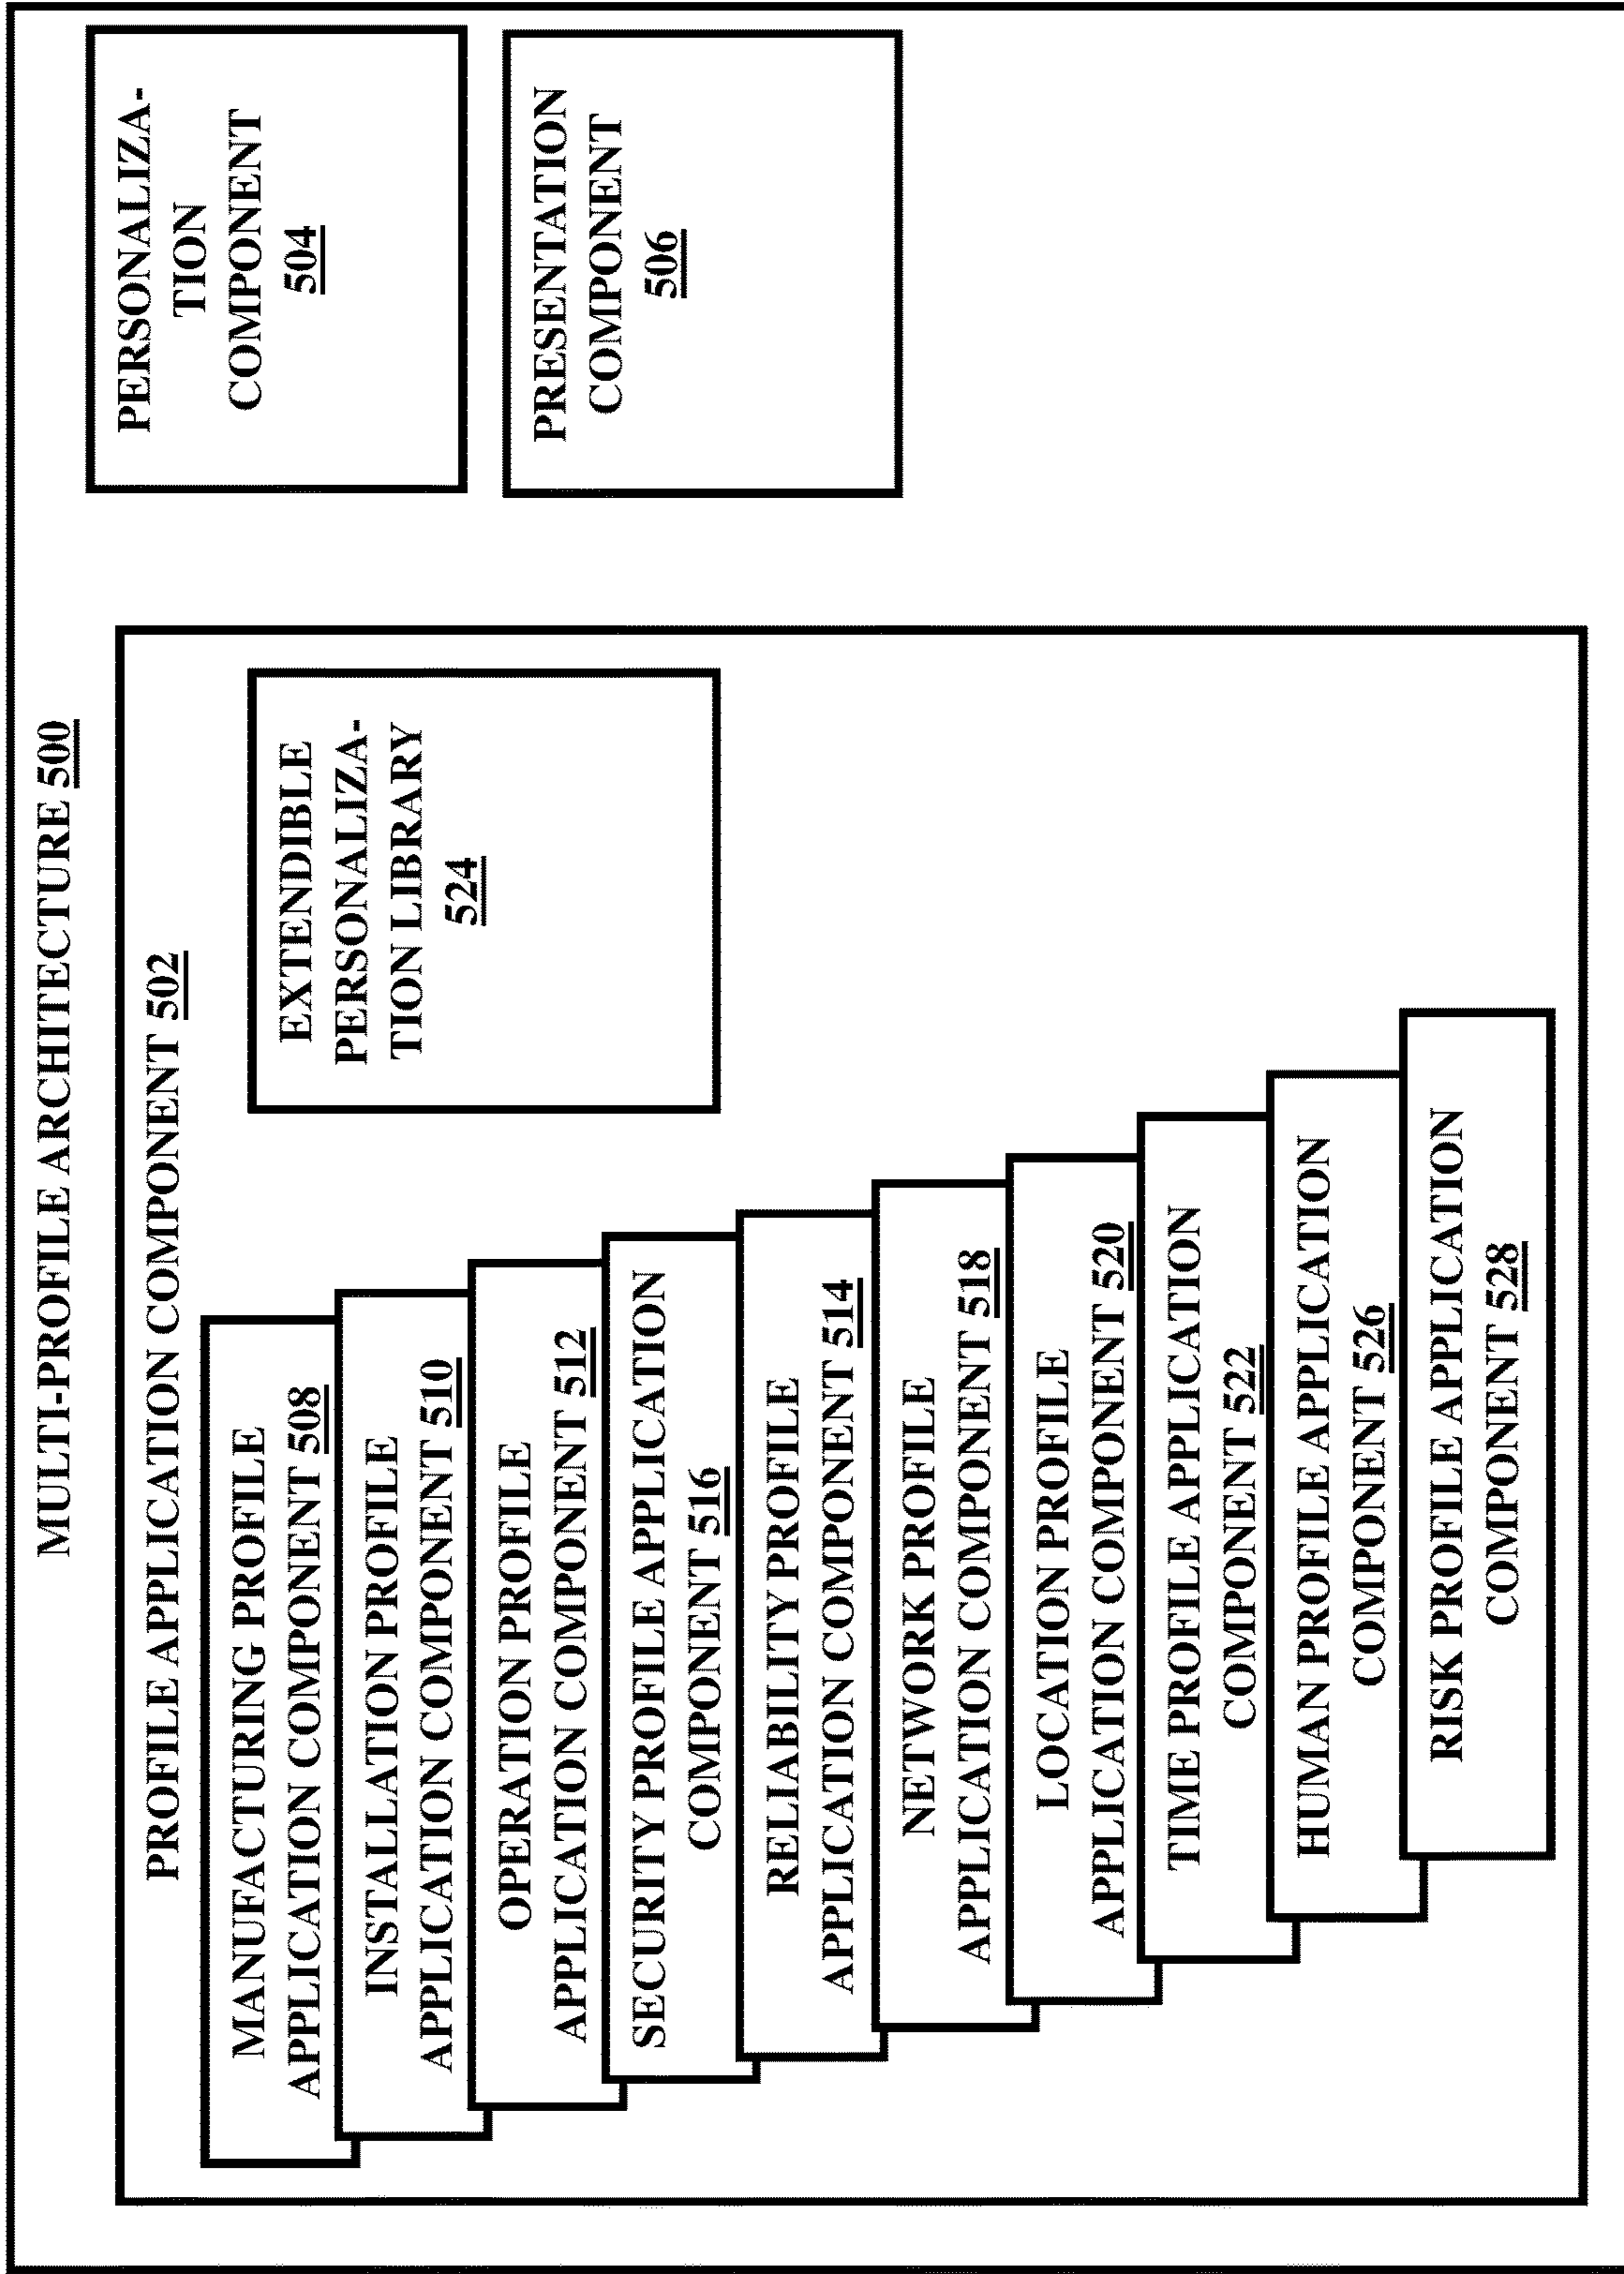 MULTI-PROFILE ARCHITECTURE 500
PROFILE APPLICATION COMPONENT 502
MANUFACTURING PROFILE
APPLICATION COMPONENT 508
INSTALLATION PROFILE
APPLICATION COMPONENT 510
OPERATION PROFILE
APPLICATION COMPONENT 512
SECURITY PROFILE APPLICATION
COMPONENT 516
RELIABILITY PROFILE
APPLICATION COMPONENT 514
NETWORK PROFILE
APPLICATION COMPONENT 518
LOCATION PROFILE
APPLICATION COMPONENT 520
TIME PROFILE APPLICATION
COMPONENT 522
HUMAN PROFILE APPLICATION
COMPONENT 526
RISK PROFILE APPLICATION
COMPONENT 528
EXTENDIBLE
PERSONALIZA-
TION LIBRARY
524
PERSONALIZA-
TION
COMPONENT
504
PRESENTATION
COMPONENT
506